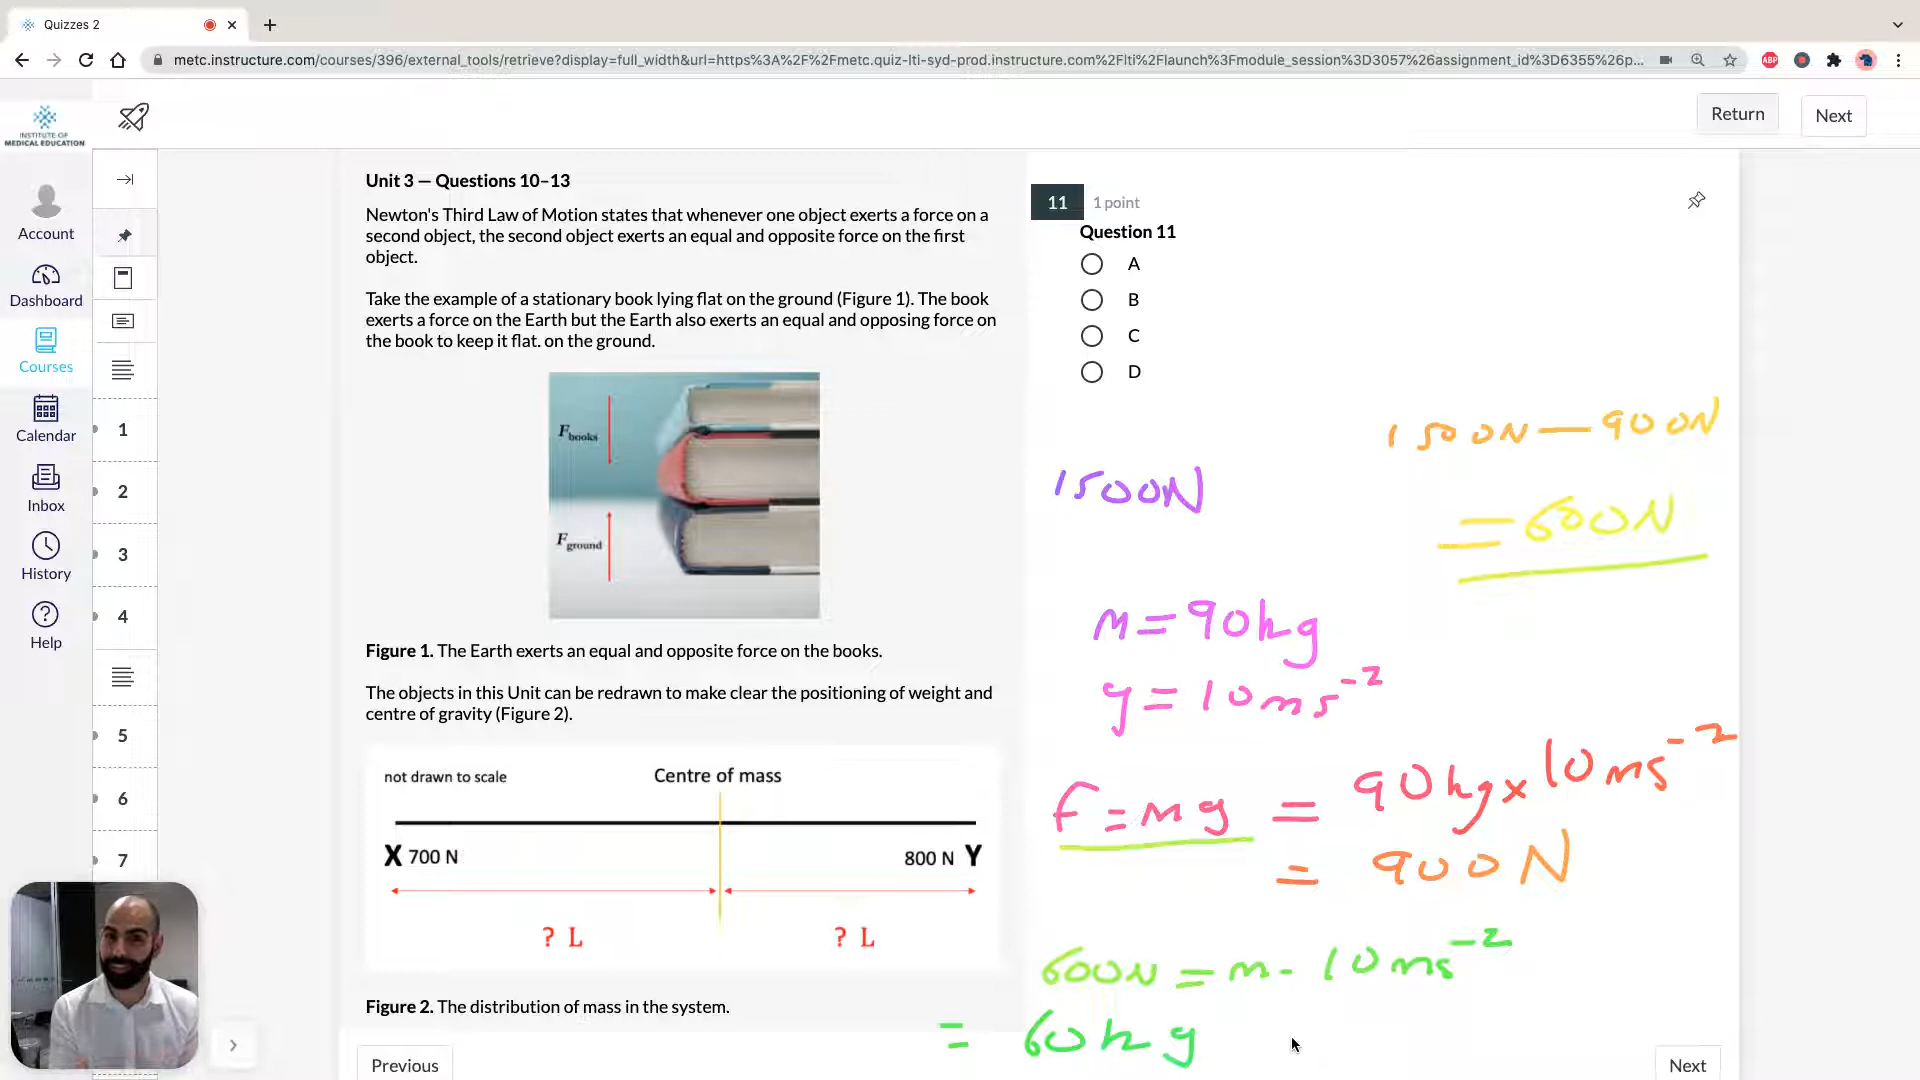 Quizzes 2
metc.instructure.com/courses/396/external_tools/retrieve?display=full_width&url=https%3A%2F%2Fmetc.quiz-lti-syd-prod.instructure.com%2Flti%2Flaunch%3Fmodule_session%3D3057%26assignment_id%3D6355%26p...
ABP
INSTITUTE OF
MEDICAL EDUCATION
Return
Next
Account
Dashboard
Courses
Calendar
Inbox
History
Help
1
2
3
4
5
6
7
Unit 3 — Questions 10–13
Newton's Third Law of Motion states that whenever one object exerts a force on a
second object, the second object exerts an equal and opposite force on the first
object.
Take the example of a stationary book lying flat on the ground (Figure 1). The book
exerts a force on the Earth but the Earth also exerts an equal and opposing force on
the book to keep it flat. on the ground.
F books
F ground
Figure 1. The Earth exerts an equal and opposite force on the books.
The objects in this Unit can be redrawn to make clear the positioning of weight and
centre of gravity (Figure 2).
not drawn to scale
Centre of mass
X 700 N
800 N Y
? L
? L
Figure 2. The distribution of mass in the system.
Previous
11
1 point
Question 11
A
B
C
D
1500N — 900N
= 600N
1500N
m = 90kg
g = 10ms⁻²
F = mg = 90kg x 10ms⁻²
= 900N
600N = m · 10ms⁻²
= 60kg
Next